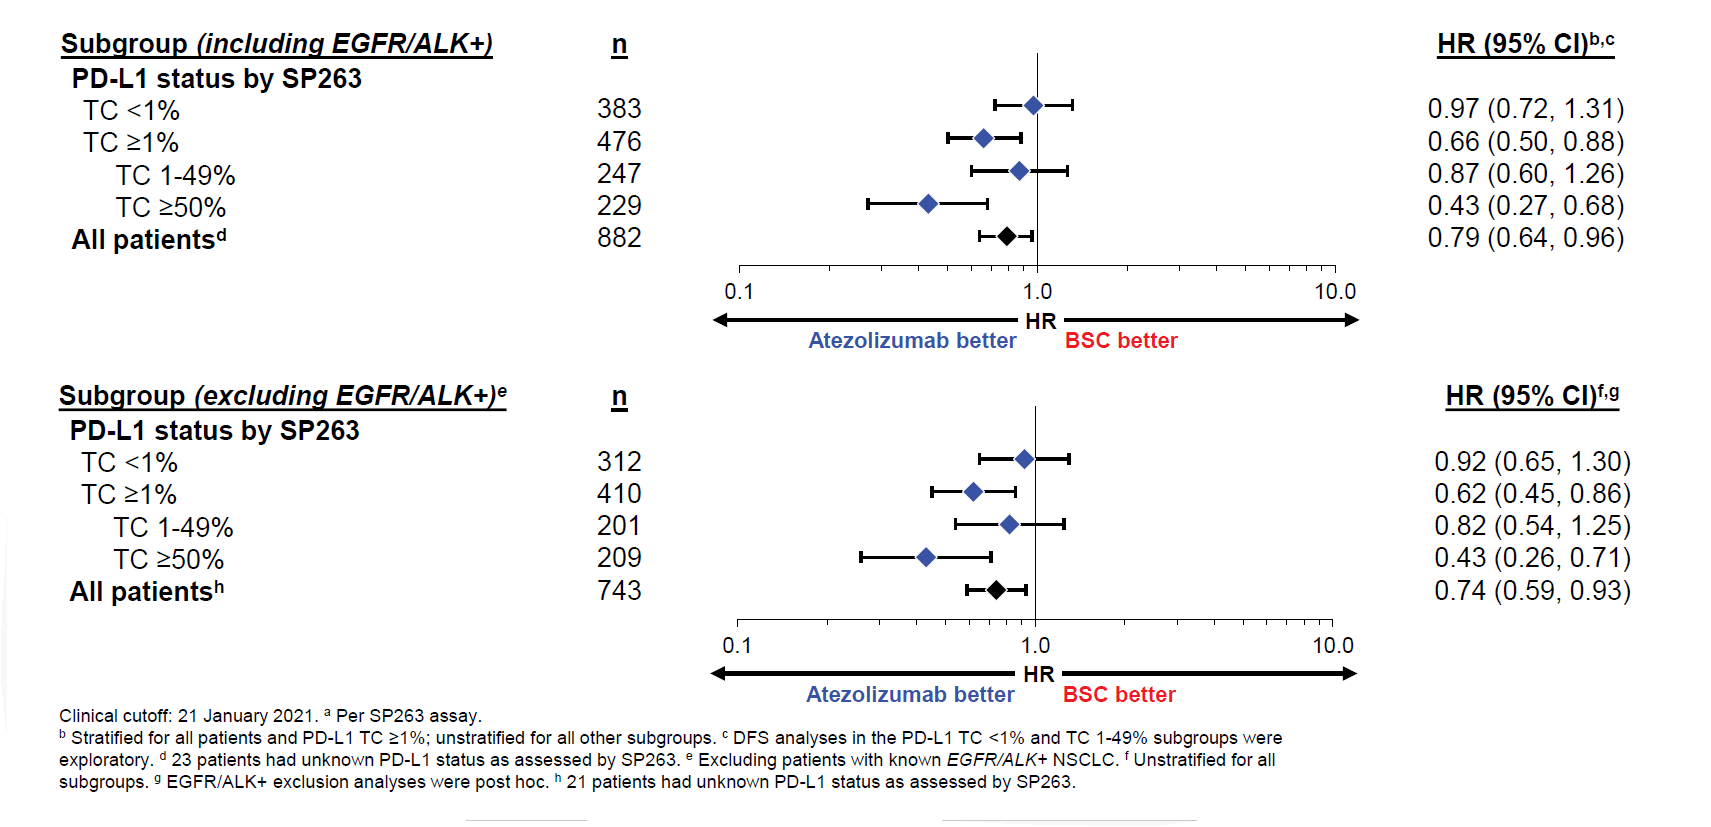 Subgroup (including EGFR/ALK+) n HR (95% CI)b,c
PD-L1 status by SP263
TC <1% 383 0.97 (0.72, 1.31)
TC ≥1% 476 0.66 (0.50, 0.88)
TC 1-49% 247 0.87 (0.60, 1.26)
TC ≥50% 229 0.43 (0.27, 0.68)
All patientsd 882 0.79 (0.64, 0.96)
0.1 1.0 10.0
HR
Atezolizumab better BSC better
Subgroup (excluding EGFR/ALK+)e n HR (95% CI)f,g
PD-L1 status by SP263
TC <1% 312 0.92 (0.65, 1.30)
TC ≥1% 410 0.62 (0.45, 0.86)
TC 1-49% 201 0.82 (0.54, 1.25)
TC ≥50% 209 0.43 (0.26, 0.71)
All patientsh 743 0.74 (0.59, 0.93)
0.1 1.0 10.0
HR
Atezolizumab better BSC better
Clinical cutoff: 21 January 2021. a Per SP263 assay.
b Stratified for all patients and PD-L1 TC ≥1%; unstratified for all other subgroups. c DFS analyses in the PD-L1 TC <1% and TC 1-49% subgroups were
exploratory. d 23 patients had unknown PD-L1 status as assessed by SP263. e Excluding patients with known EGFR/ALK+ NSCLC. f Unstratified for all
subgroups. g EGFR/ALK+ exclusion analyses were post hoc. h 21 patients had unknown PD-L1 status as assessed by SP263.